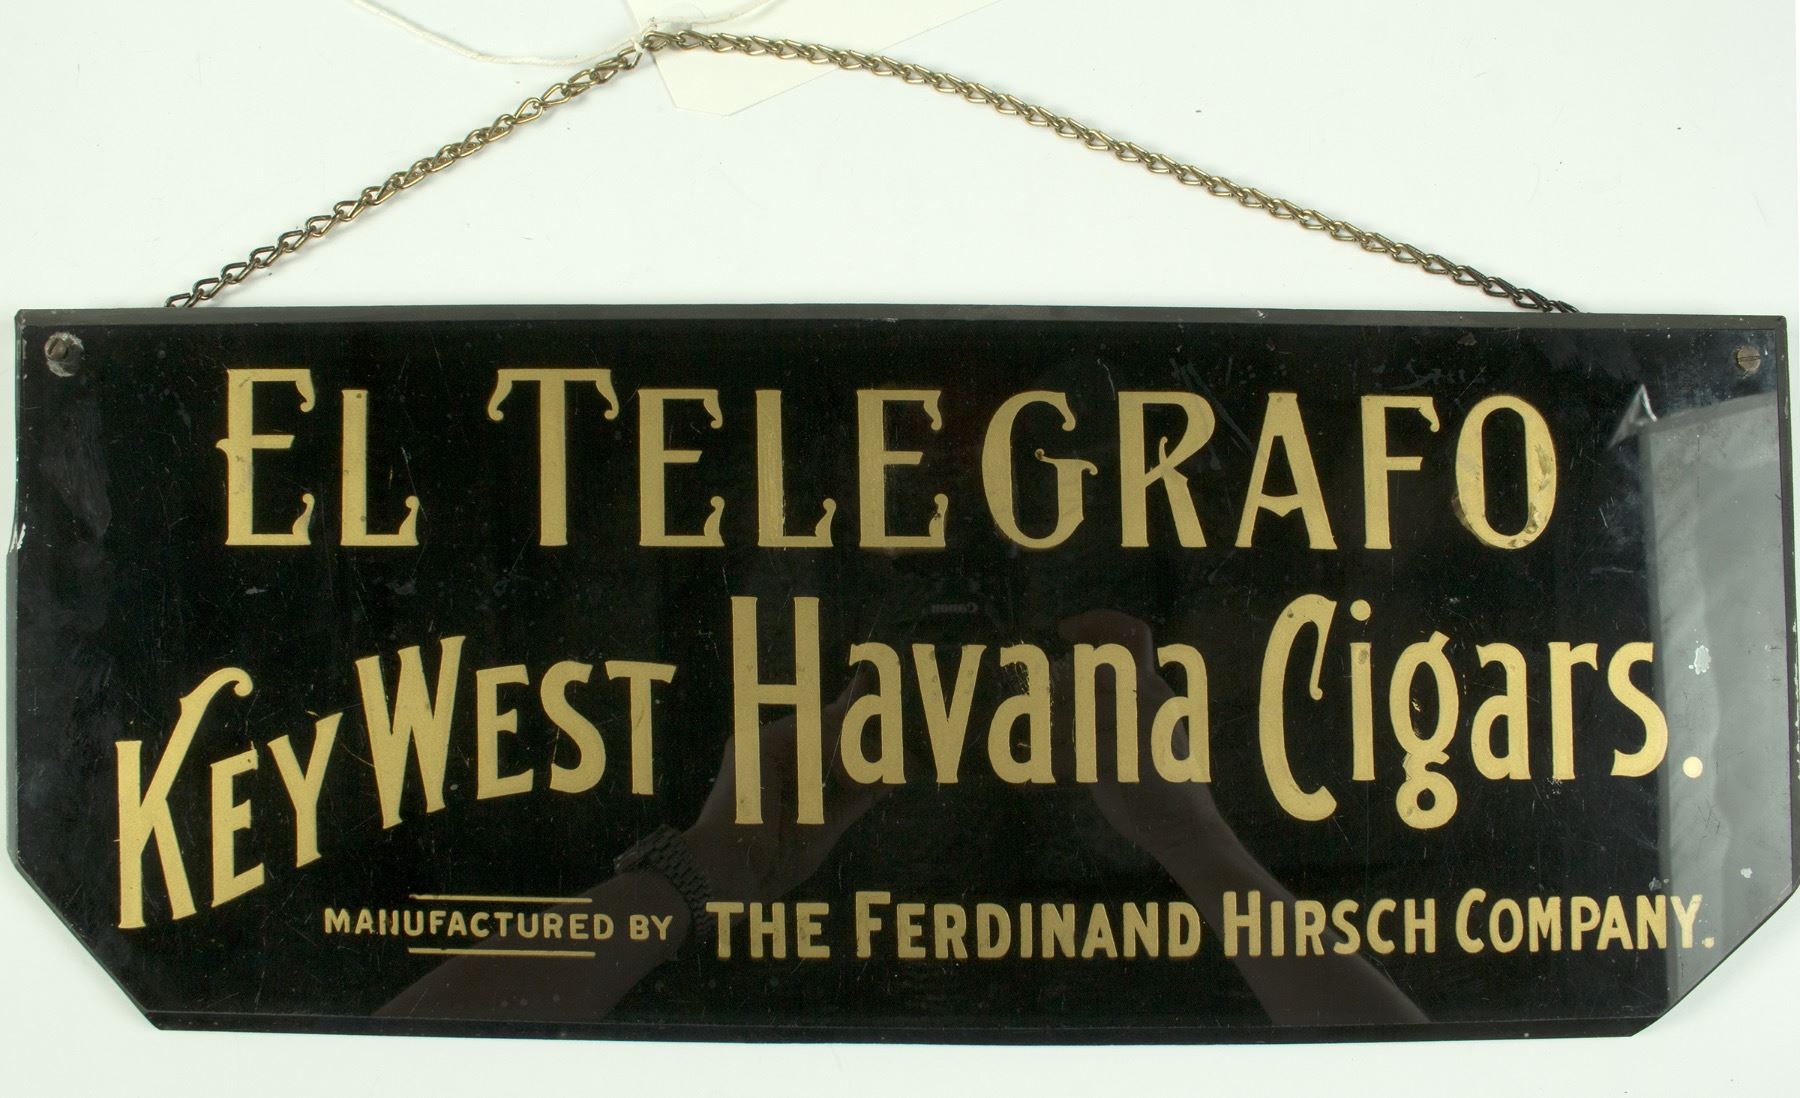 EL TELEGRAFO
KEY WEST Havana Cigars.
MANUFACTURED BY THE FERDINAND HIRSCH COMPANY.